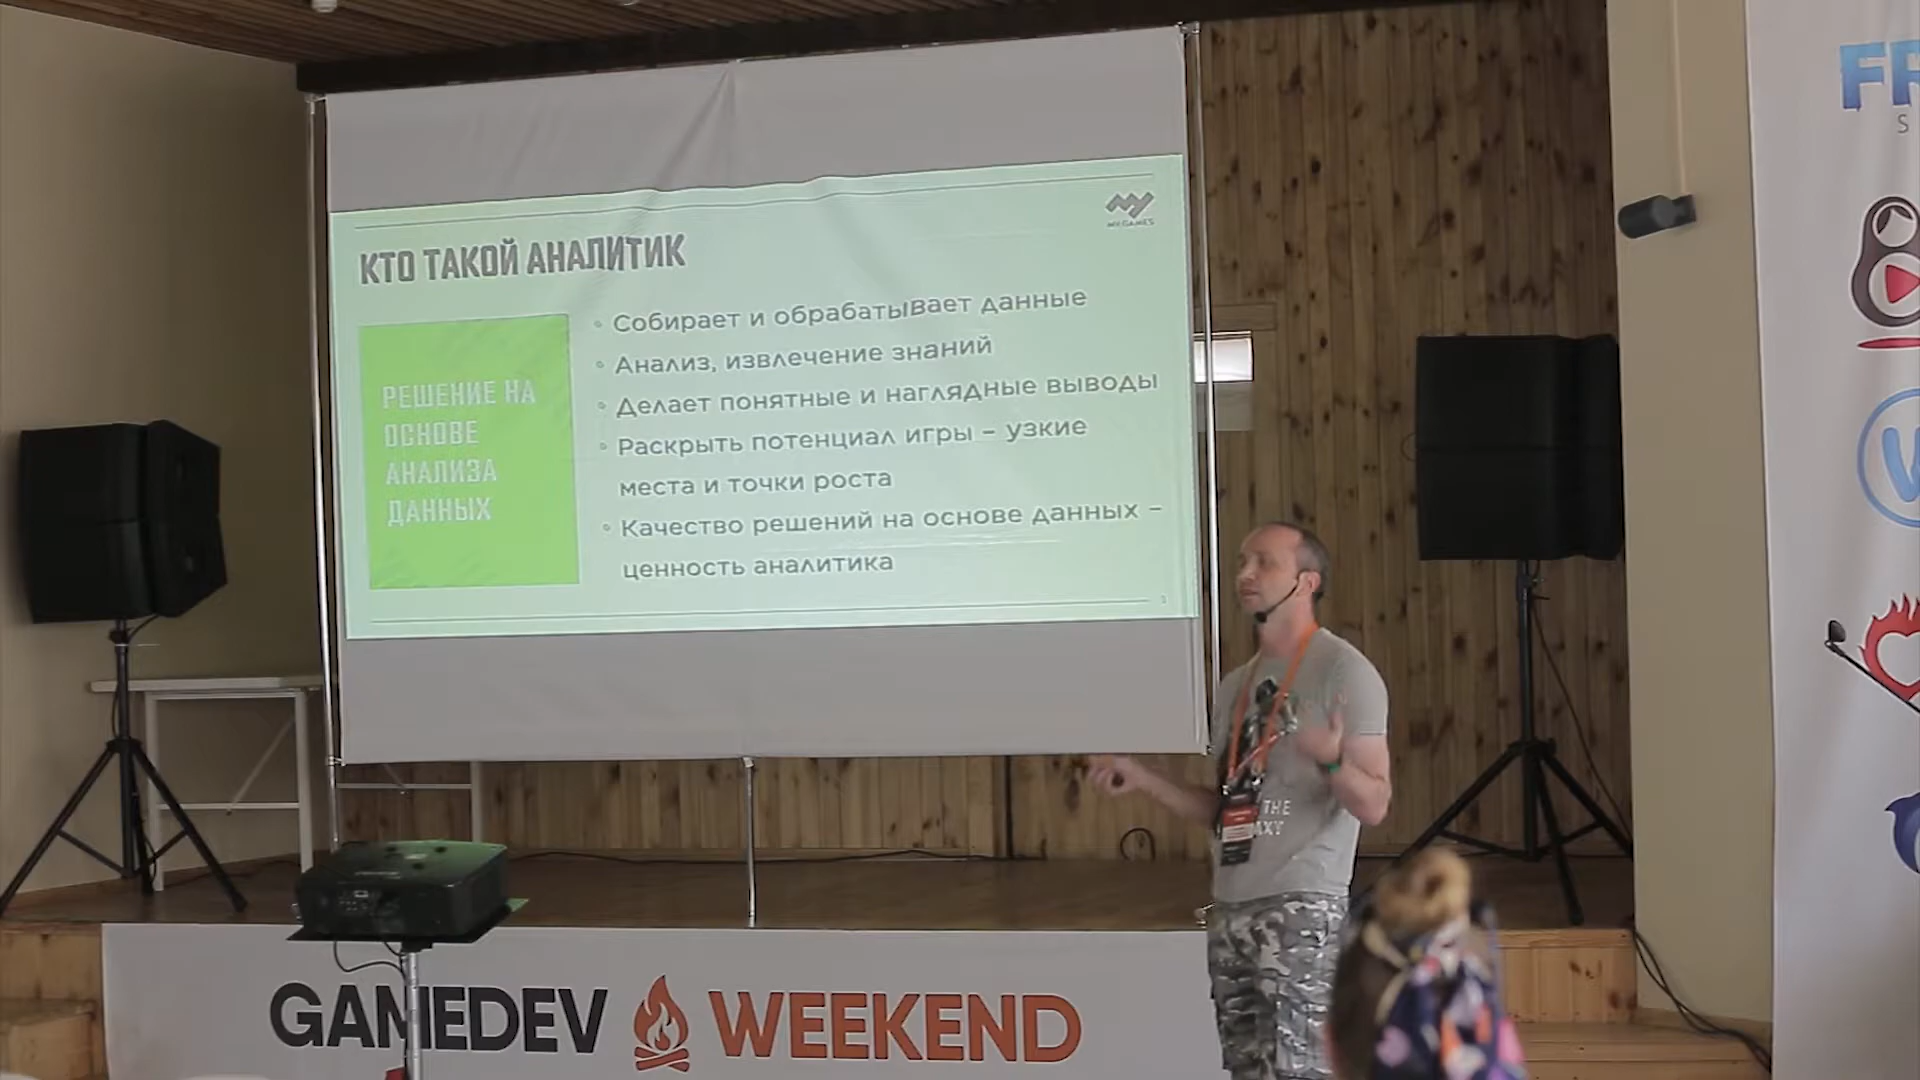 КТО ТАКОЙ АНАЛИТИК
MY.GAMES
РЕШЕНИЕ НА
ОСНОВЕ
АНАЛИЗА
ДАННЫХ
Собирает и обрабатывает данные
Анализ, извлечение знаний
Делает понятные и наглядные выводы
Раскрыть потенциал игры – узкие
места и точки роста
Качество решений на основе данных –
ценность аналитика
THE
GAMEDEV WEEKEND